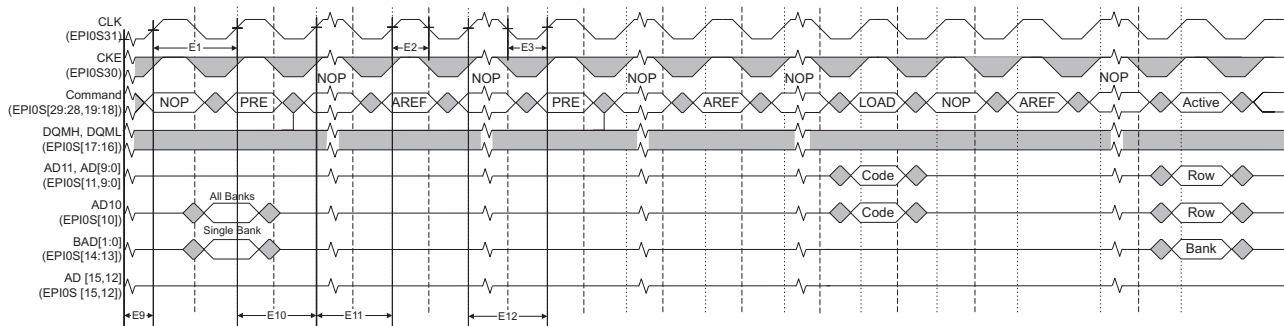 CLK
(EPI0S31)
E1
E2
E3
CKE
(EPI0S30)
NOP
NOP
NOP
NOP
NOP
Command
(EPI0S[29:28,19:18])
NOP
PRE
AREF
PRE
AREF
LOAD
NOP
AREF
Active
DQMH, DQML
(EPI0S[17:16])
AD11, AD[9:0]
(EPI0S[11,9:0])
Code
Row
All Banks
AD10
(EPI0S[10])
Code
Row
Single Bank
BAD[1:0]
(EPI0S[14:13])
Bank
AD [15,12]
(EPI0S [15,12])
E9
E10
E11
E12